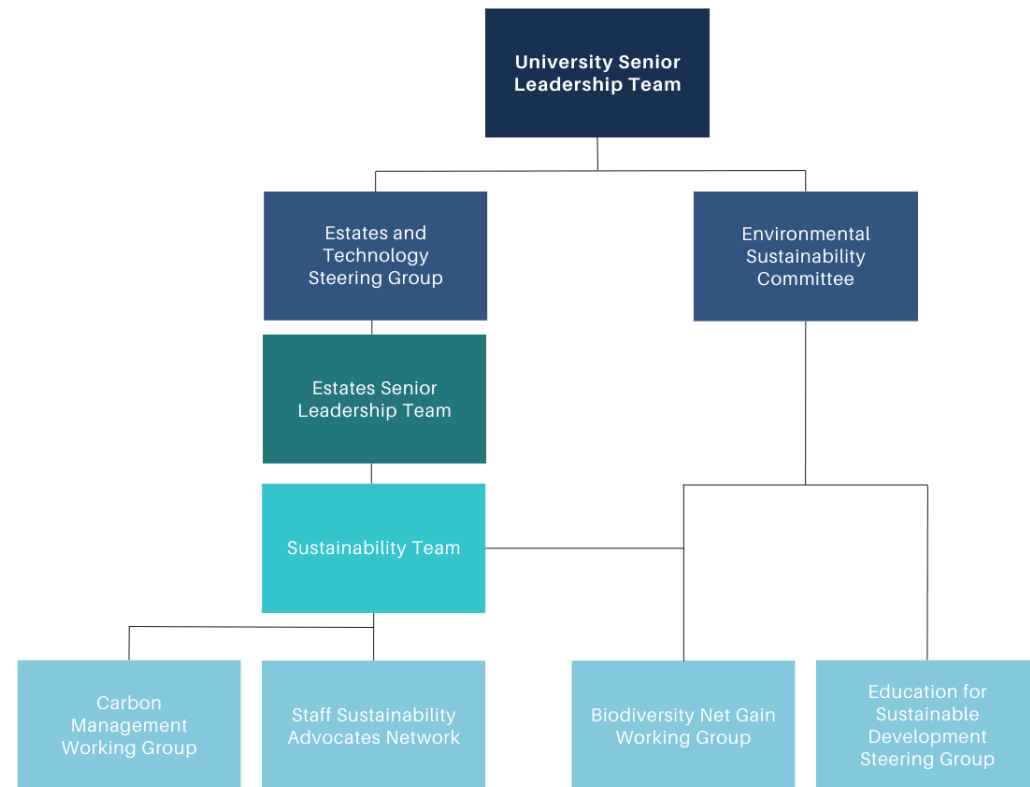 University Senior
Leadership Team
Estates and
Technology
Steering Group
Environmental
Sustainability
Committee
Estates Senior
Leadership Team
Sustainability Team
Carbon
Management
Working Group
Staff Sustainability
Advocates Network
Biodiversity Net Gain
Working Group
Education for
Sustainable
Development
Steering Group